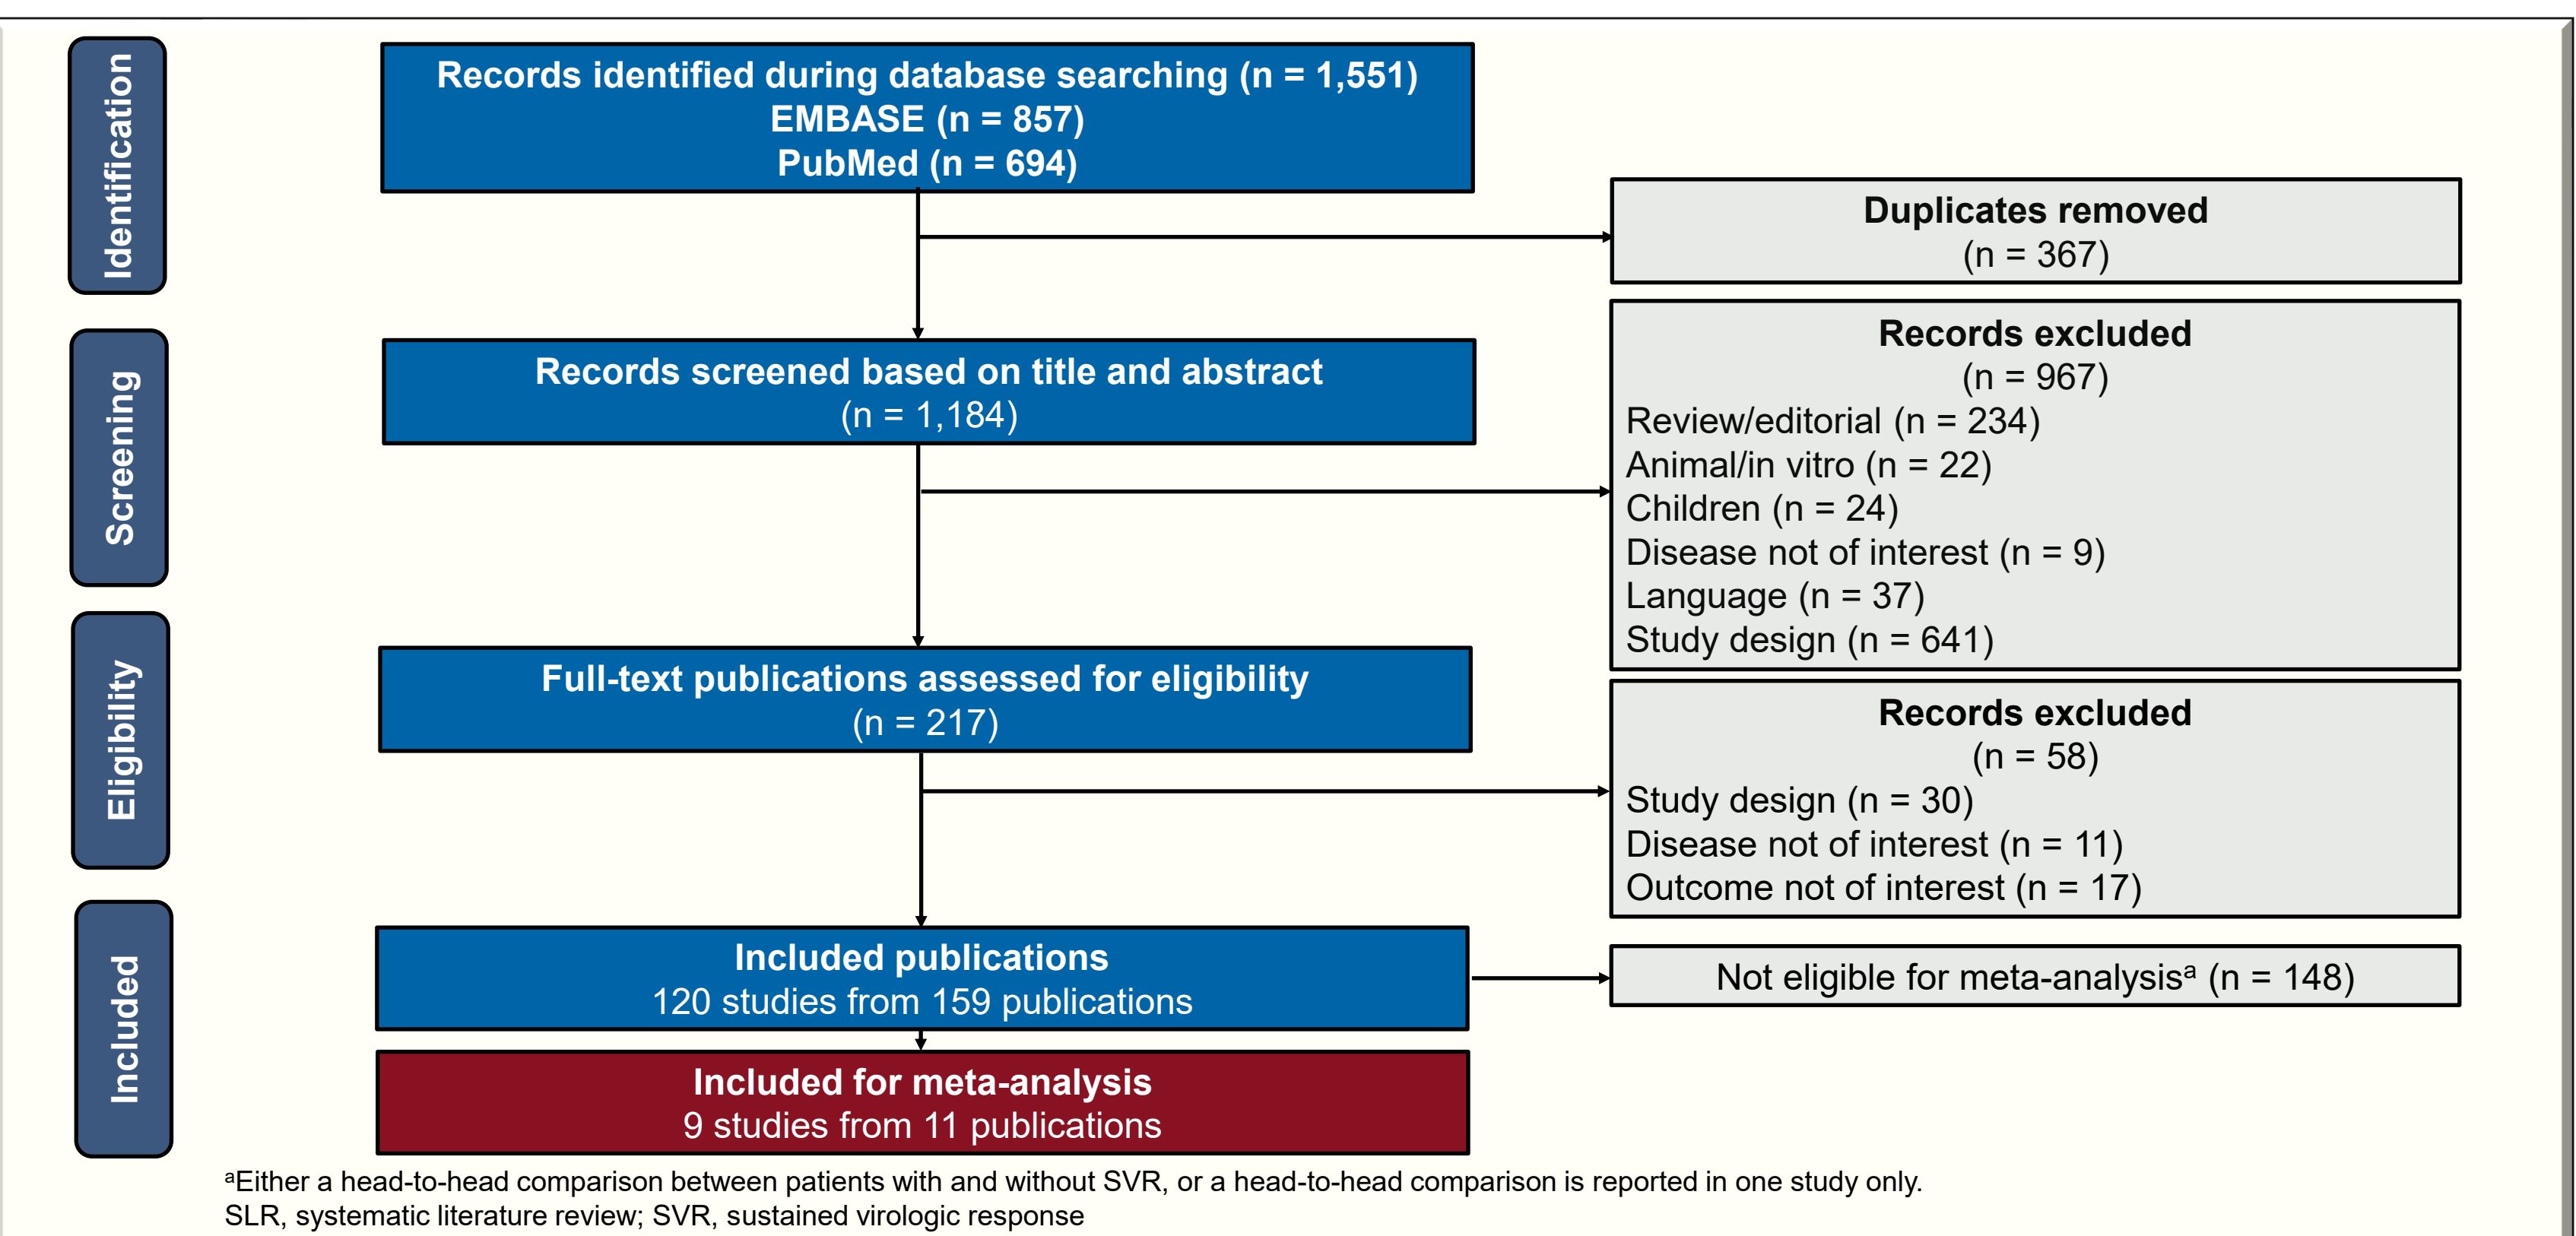 Identification
Records identified during database searching (n = 1,551)
EMBASE (n = 857)
PubMed (n = 694)
Duplicates removed
(n = 367)
Screening
Records screened based on title and abstract
(n = 1,184)
Records excluded
(n = 967)
Review/editorial (n = 234)
Animal/in vitro (n = 22)
Children (n = 24)
Disease not of interest (n = 9)
Language (n = 37)
Study design (n = 641)
Eligibility
Full-text publications assessed for eligibility
(n = 217)
Records excluded
(n = 58)
Study design (n = 30)
Disease not of interest (n = 11)
Outcome not of interest (n = 17)
Included
Included publications
120 studies from 159 publications
Not eligible for meta-analysisᵃ (n = 148)
Included for meta-analysis
9 studies from 11 publications
ᵃEither a head-to-head comparison between patients with and without SVR, or a head-to-head comparison is reported in one study only.
SLR, systematic literature review; SVR, sustained virologic response